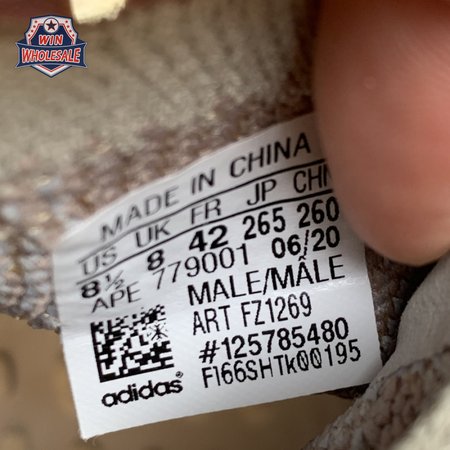 WIN
WHOLESALE
MADE IN CHINA
US UK FR JP CHN
8½ 8 42 265 260
APE 779001 06/20
MALE/MÂLE
ART FZ1269
#125785480
FI66SHTk00195
adidas